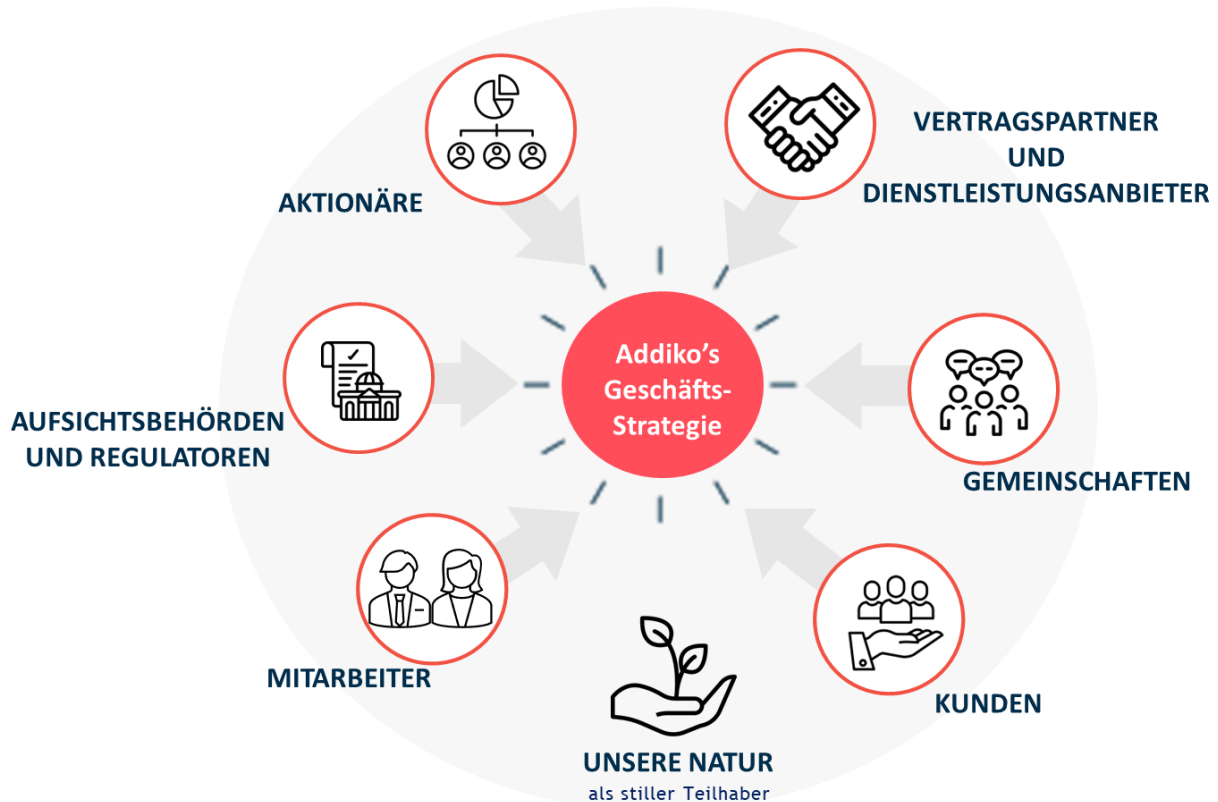 AKTIONÄRE
VERTRAGSPARTNER
UND
DIENSTLEISTUNGSANBIETER
Addiko's
Geschäfts-
Strategie
AUFSICHTSBEHÖRDEN
UND REGULATOREN
GEMEINSCHAFTEN
MITARBEITER
KUNDEN
UNSERE NATUR
als stiller Teilhaber